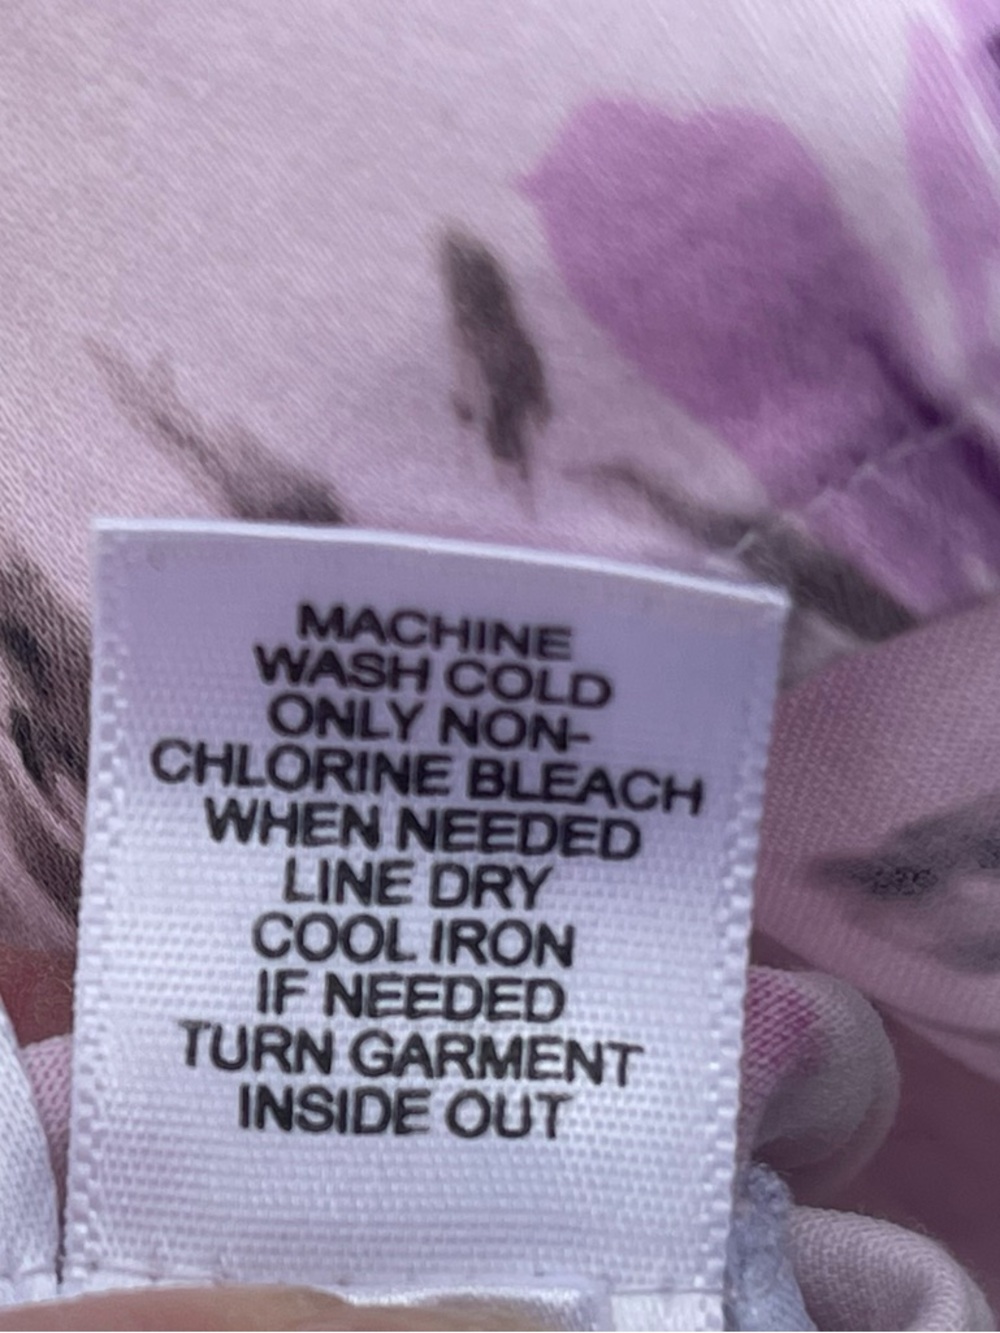 MACHINE
WASH COLD
ONLY NON-
CHLORINE BLEACH
WHEN NEEDED
LINE DRY
COOL IRON
IF NEEDED
TURN GARMENT
INSIDE OUT